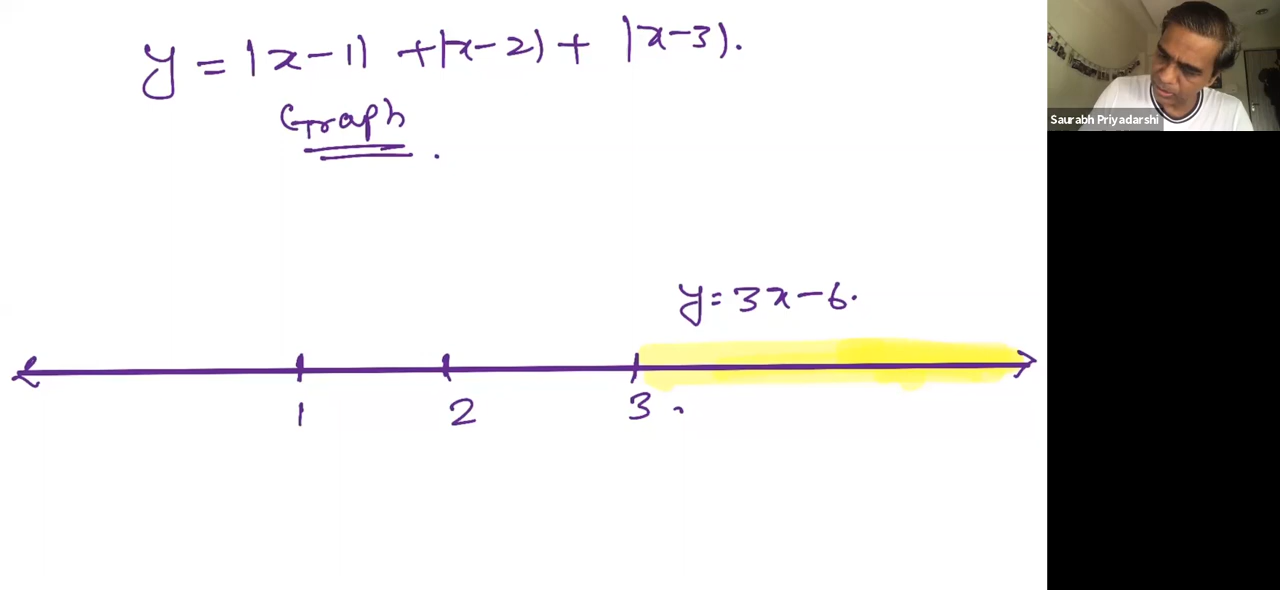 y = |x-1| + |x-2| + |x-3|.
Graph.
Saurabh Priyadarshi
y = 3x - 6.
1 2 3